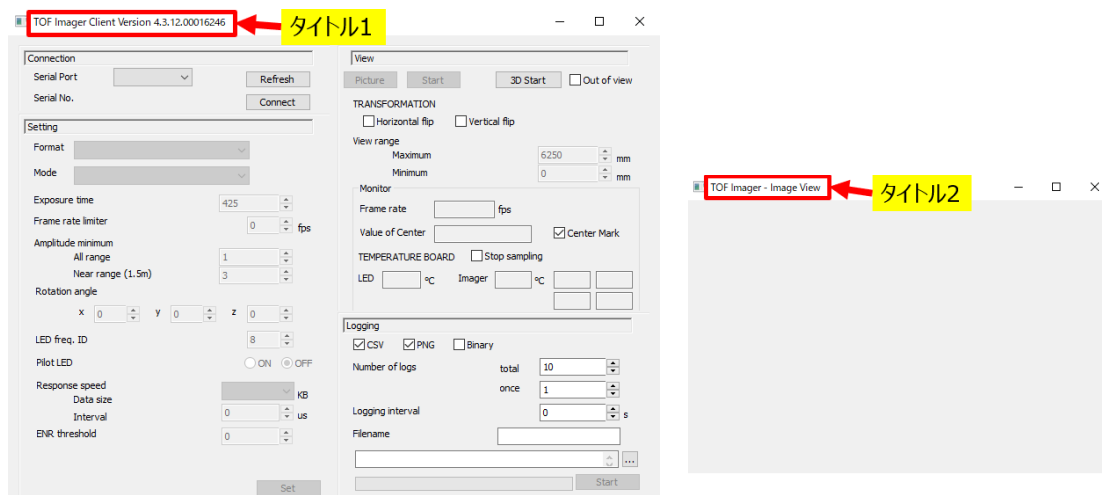 TOF Imager Client Version 4.3.12.00016246
タイトル1
Connection
Serial Port
Refresh
Serial No.
Connect
Setting
Format
Mode
Exposure time 425
Frame rate limiter 0 fps
Amplitude minimum
All range 1
Near range (1.5m) 3
Rotation angle
x 0 y 0 z 0
LED freq. ID 8
Pilot LED ON OFF
Response speed
Data size KB
Interval 0 us
ENR threshold 0
Set
View
Picture Start 3D Start Out of view
TRANSFORMATION
Horizontal flip Vertical flip
View range
Maximum 6250 mm
Minimum 0 mm
Monitor
Frame rate fps
Value of Center Center Mark
TEMPERATURE BOARD Stop sampling
LED ℃ Imager ℃
Logging
CSV PNG Binary
Number of logs total 10
once 1
Logging interval 0 s
Filename
...
Start
TOF Imager - Image View
タイトル2